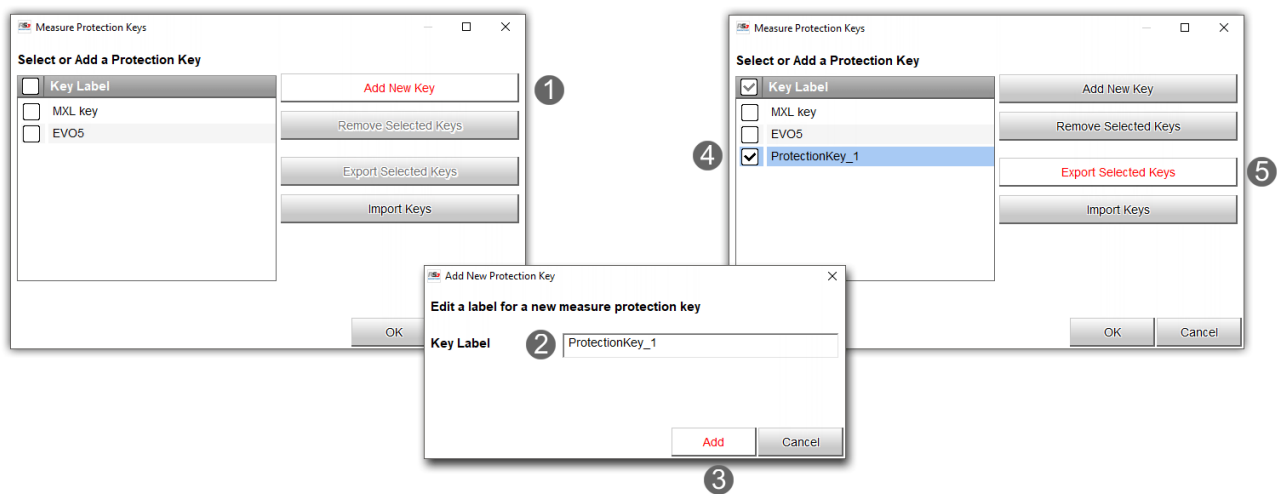 Measure Protection Keys
Select or Add a Protection Key
Key Label
MXL key
EVO5
Add New Key
Remove Selected Keys
Export Selected Keys
Import Keys
OK
1
Add New Protection Key
Edit a label for a new measure protection key
Key Label
2
ProtectionKey_1
Add
Cancel
3
Measure Protection Keys
Select or Add a Protection Key
Key Label
MXL key
EVO5
4
ProtectionKey_1
Add New Key
Remove Selected Keys
Export Selected Keys
5
Import Keys
OK
Cancel